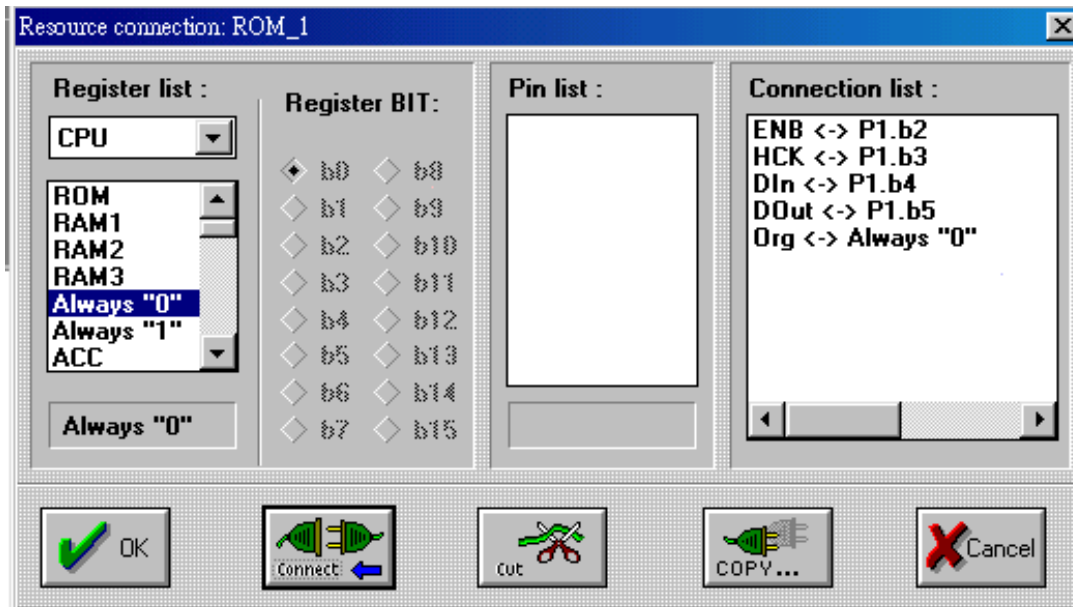 Resource connection: ROM_1
Register list :
CPU
ROM
RAM1
RAM2
RAM3
Always "0"
Always "1"
ACC
Always "0"
Register BIT:
b0 b8
b1 b9
b2 b10
b3 b11
b4 b12
b5 b13
b6 b14
b7 b15
Pin list :
Connection list :
ENB <-> P1.b2
HCK <-> P1.b3
DIn <-> P1.b4
DOut <-> P1.b5
Org <-> Always "0"
OK
Connect
Cut
COPY...
Cancel